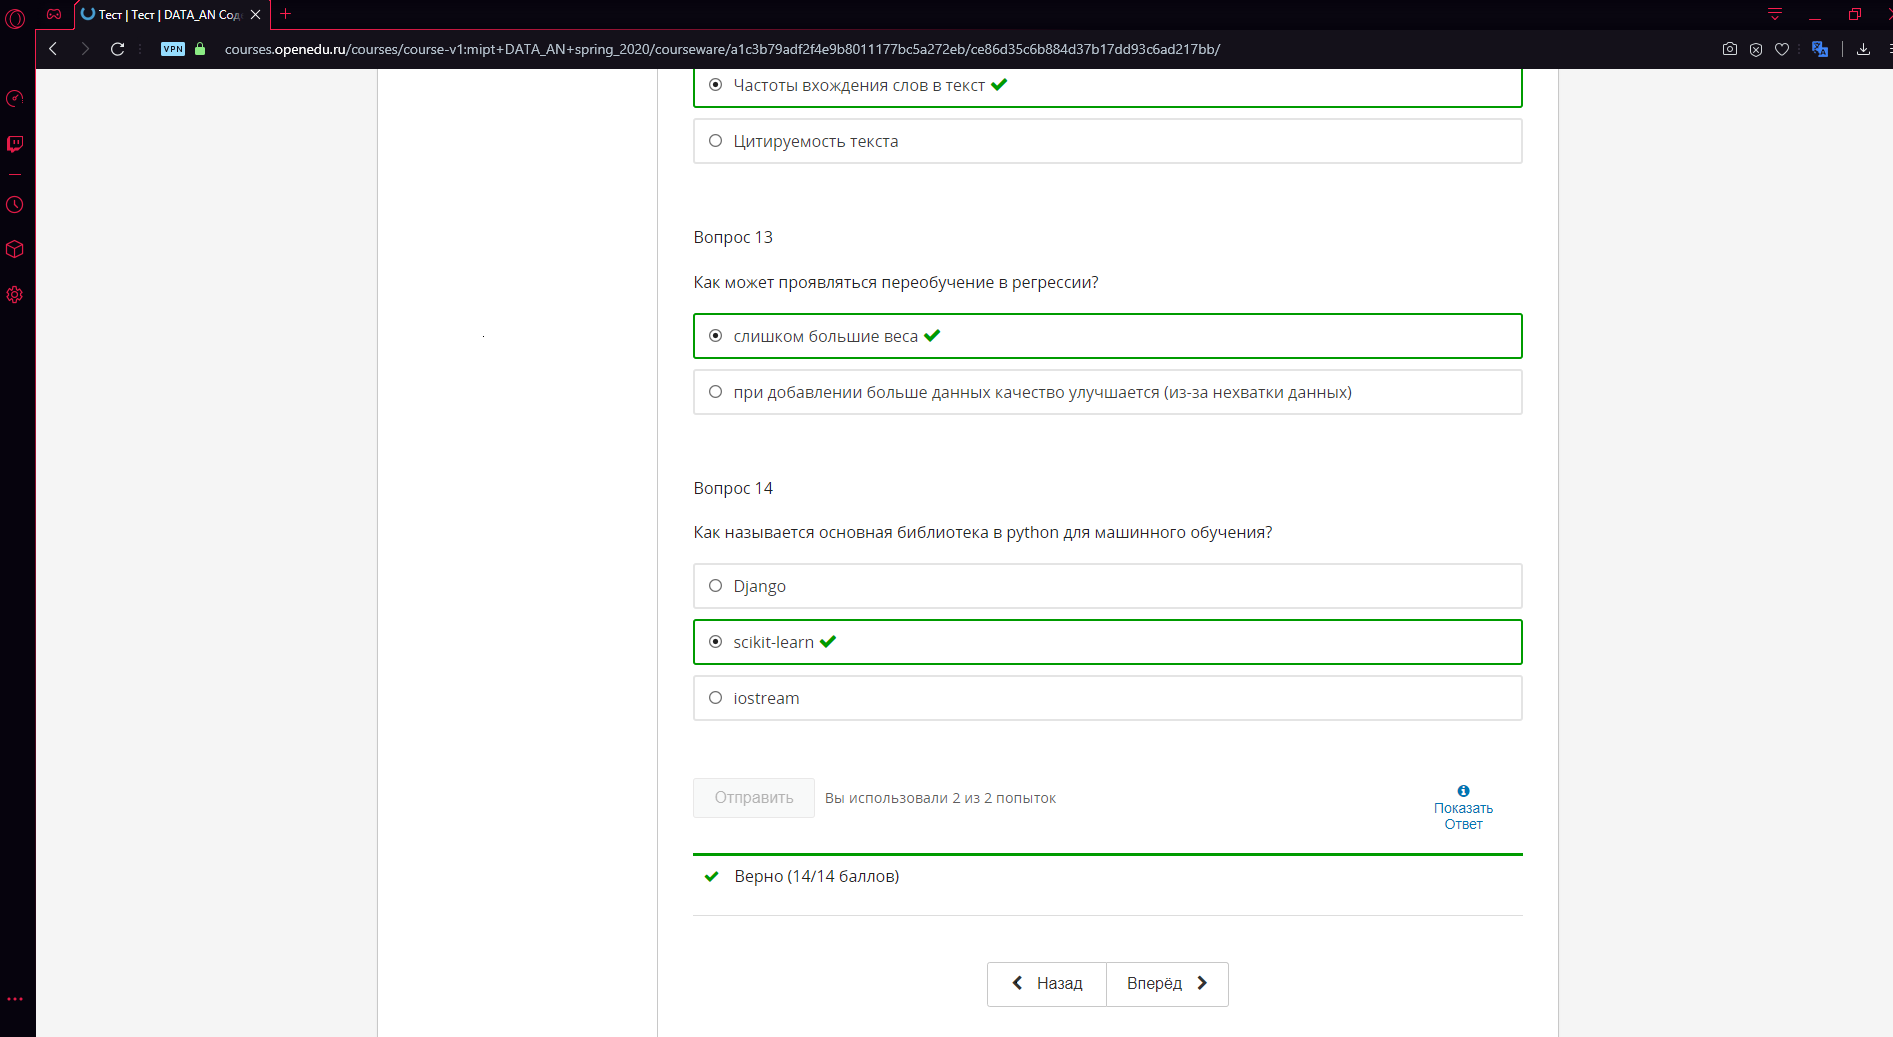 Тест | Тест | DATA_AN Сод
VPN
courses.openedu.ru/courses/course-v1:mipt+DATA_AN+spring_2020/courseware/a1c3b79adf2f4e9b8011177bc5a272eb/ce86d35c6b884d37b17dd93c6ad217bb/
Частоты вхождения слов в текст
Цитируемость текста
Вопрос 13
Как может проявляться переобучение в регрессии?
слишком большие веса
при добавлении больше данных качество улучшается (из-за нехватки данных)
Вопрос 14
Как называется основная библиотека в python для машинного обучения?
Django
scikit-learn
iostream
Отправить
Вы использовали 2 из 2 попыток
Показать
Ответ
Верно (14/14 баллов)
Назад
Вперёд